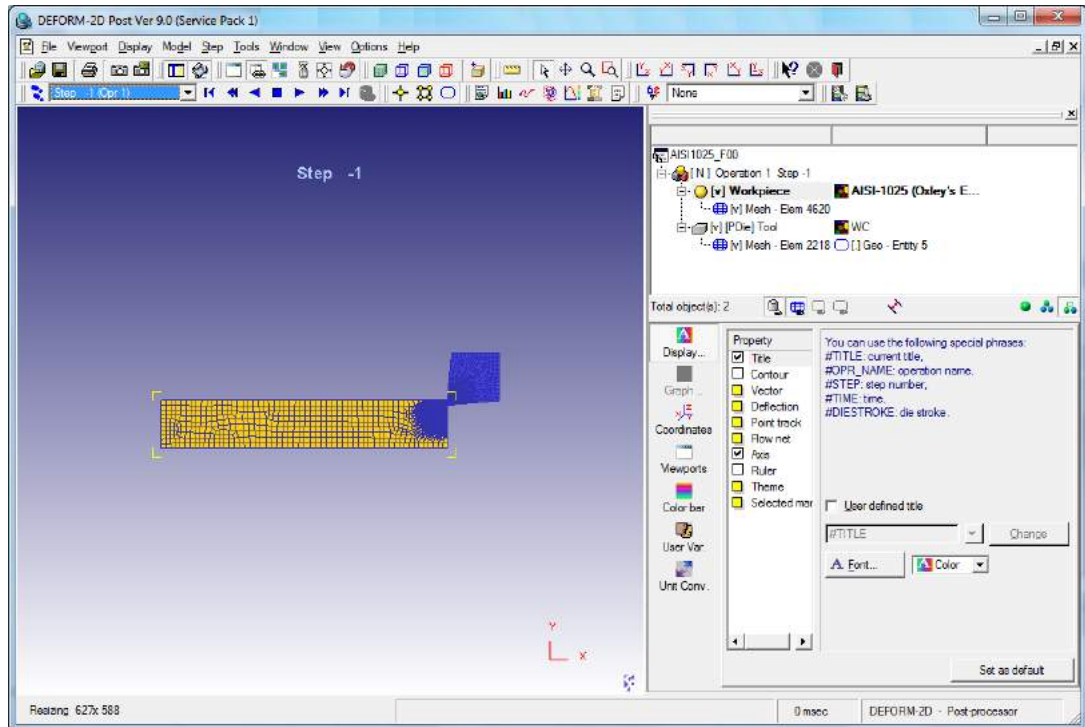 DEFORM-2D Post Ver 9.0 (Service Pack 1)
File Viewport Display Model Step Tools Window View Options Help
Step -1 (Opr 1)
None
Step -1
AISI1025_F00
[N] Operation 1 Step -1
[v] Workpiece AISI-1025 (Oxley's E...
[v] Mesh - Elem 4620
[v] [PDie] Tool WC
[v] Mesh - Elem 2218 [.] Geo - Entity 5
Total object(s): 2
Display...
Graph ..
Coordinates
Viewports
Color bar
User Var.
Unit Conv.
Property
Title
Contour
Vector
Deflection
Point track
Flow net
Axis
Ruler
Theme
Selected mar
You can use the following special phrases:
#TITLE: current title,
#OPR_NAME: operation name,
#STEP: step number,
#TIME: time,
#DIESTROKE: die stroke.
User defined title
#TITLE
Change
A Font...
Color
Set as default
Y
X
Resizing 627x 588
0 msec
DEFORM-2D - Post-processor